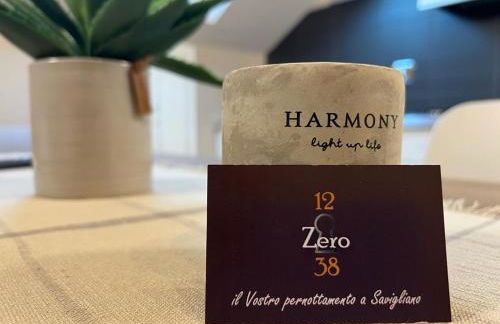 HARMONY
light up life
12
Zero
38
il Vostro pernottamento a Savigliano